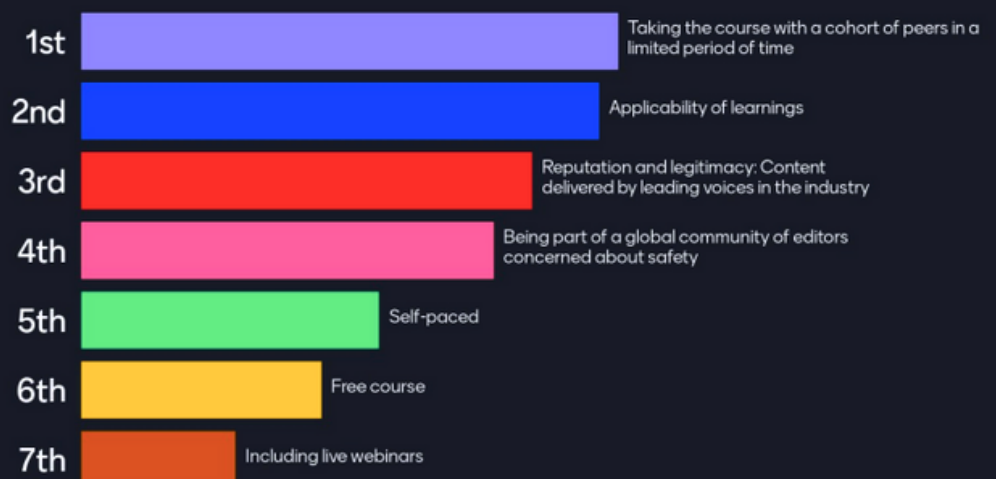 1st
Taking the course with a cohort of peers in a
limited period of time
2nd
Applicability of learnings
3rd
Reputation and legitimacy: Content
delivered by leading voices in the industry
4th
Being part of a global community of editors
concerned about safety
5th
Self-paced
6th
Free course
7th
Including live webinars